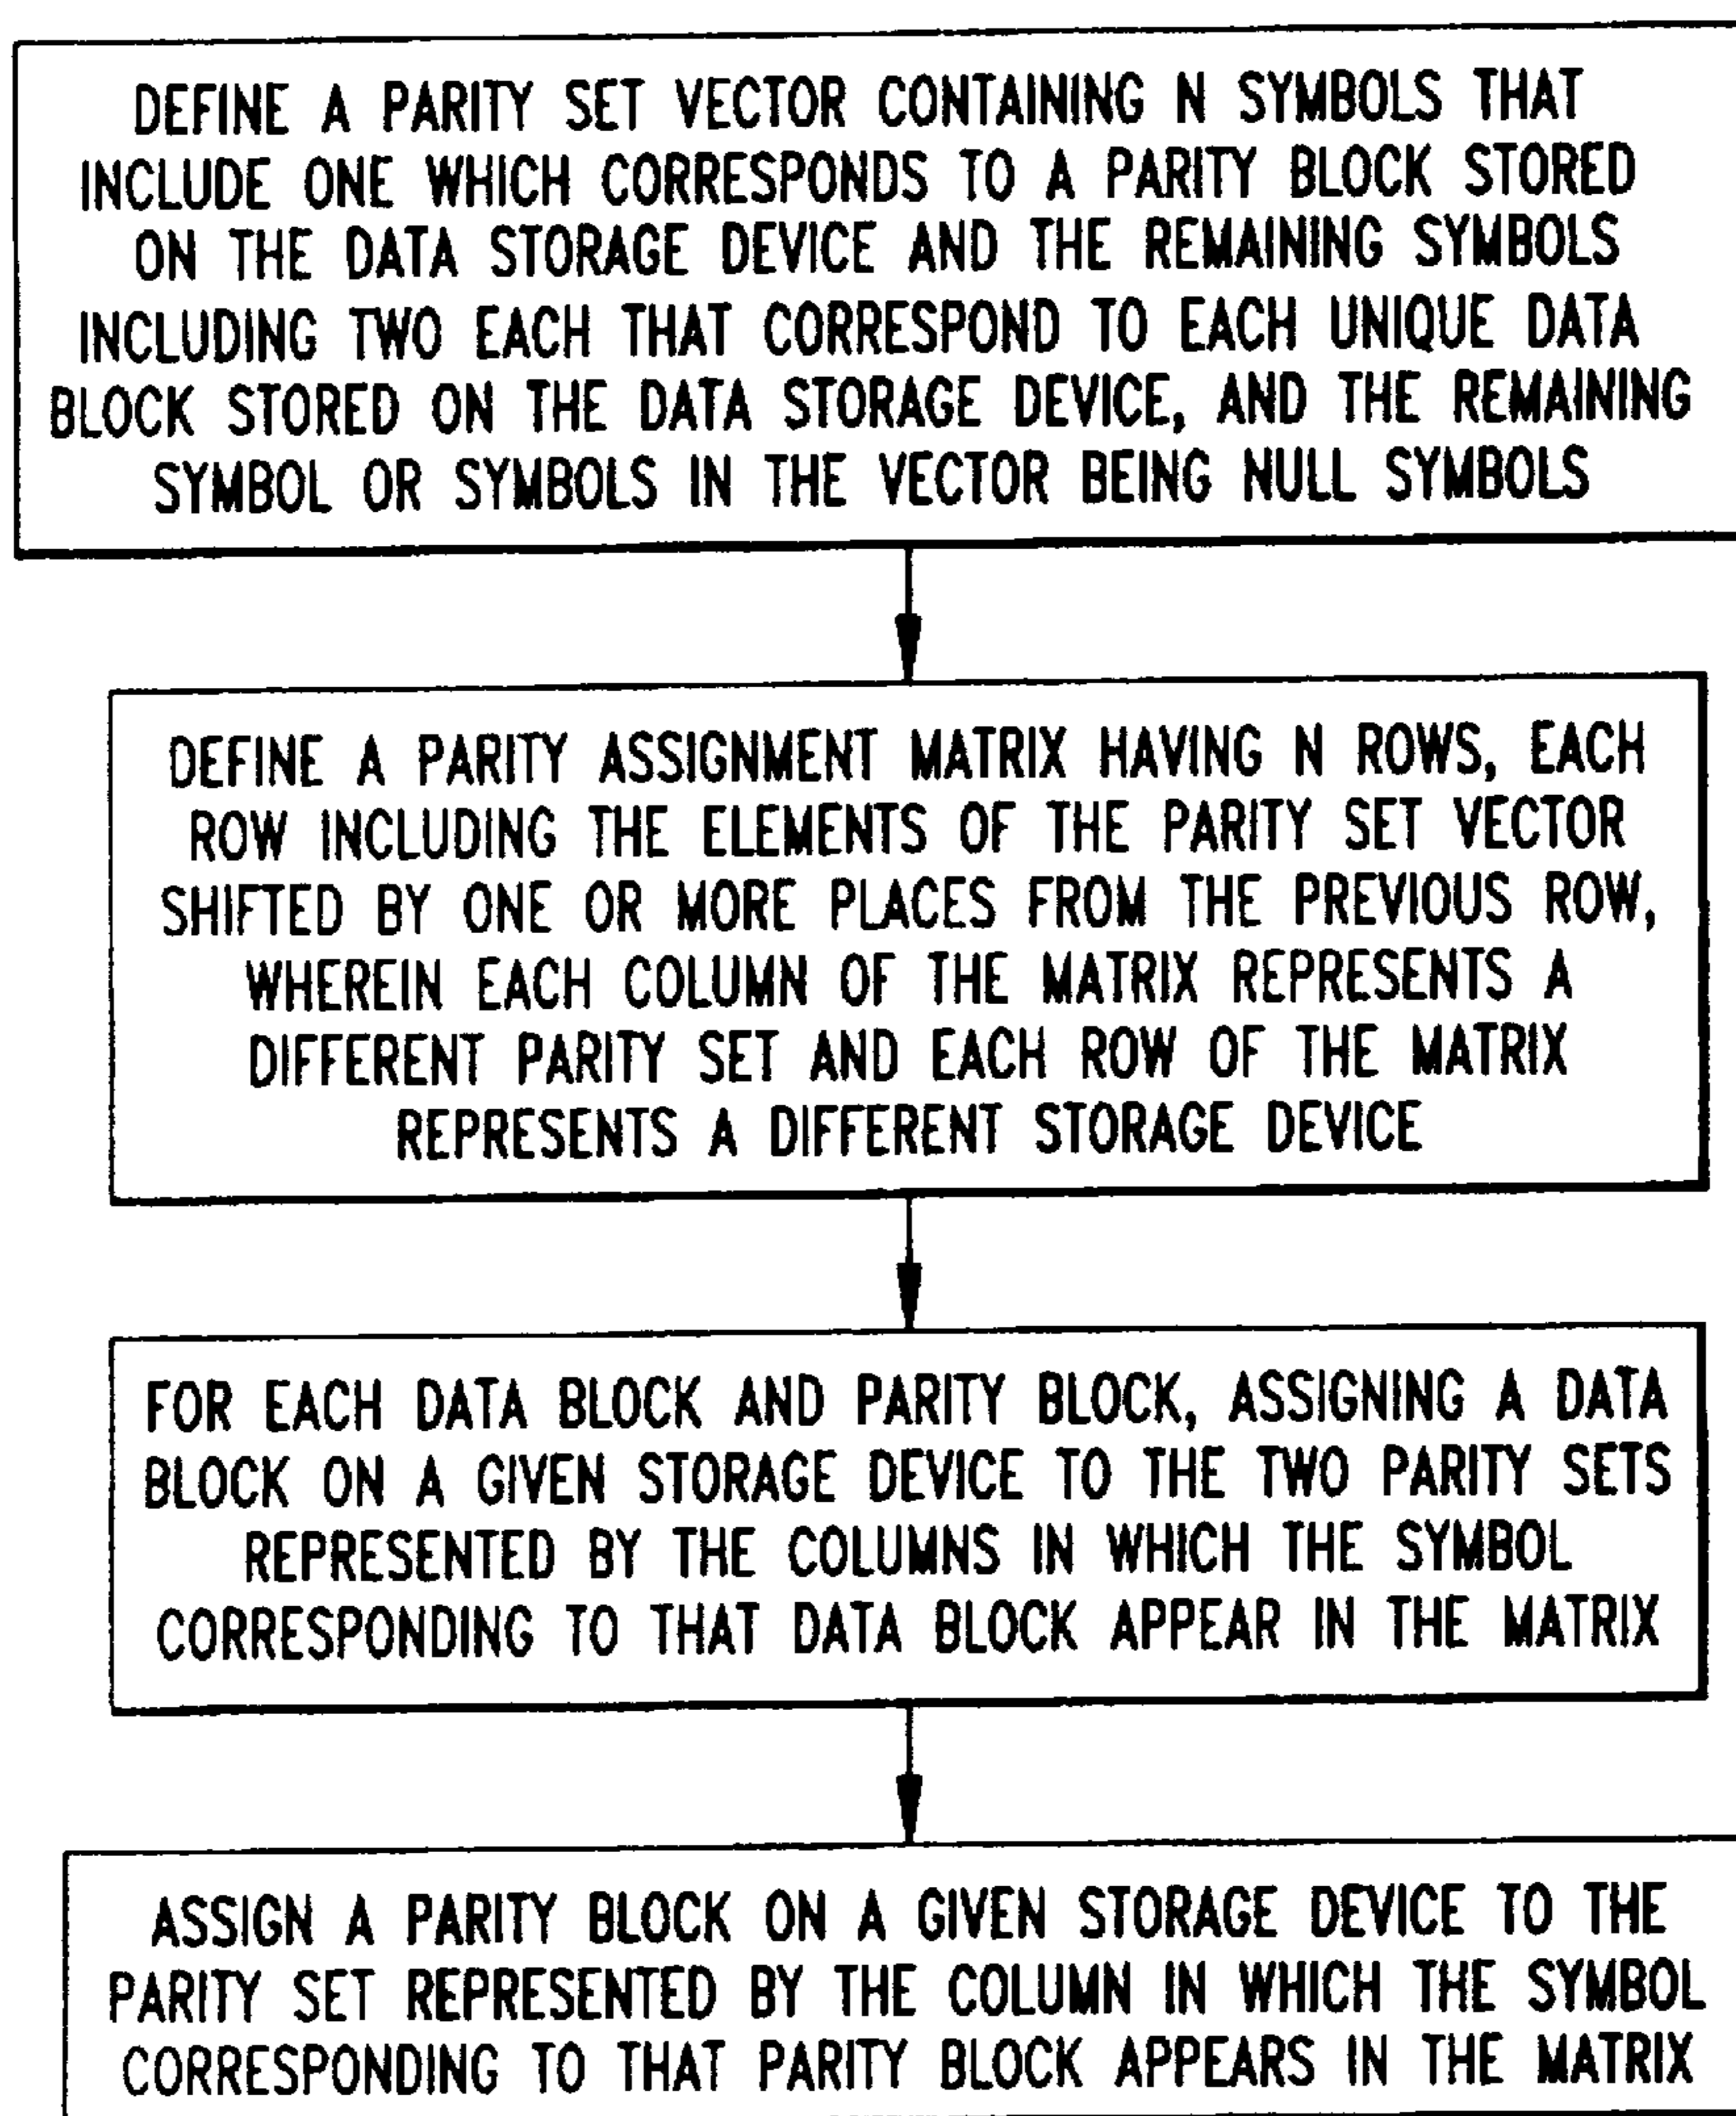 DEFINE A PARITY SET VECTOR CONTAINING N SYMBOLS THAT
INCLUDE ONE WHICH CORRESPONDS TO A PARITY BLOCK STORED
ON THE DATA STORAGE DEVICE AND THE REMAINING SYMBOLS
INCLUDING TWO EACH THAT CORRESPOND TO EACH UNIQUE DATA
BLOCK STORED ON THE DATA STORAGE DEVICE, AND THE REMAINING
SYMBOL OR SYMBOLS IN THE VECTOR BEING NULL SYMBOLS
DEFINE A PARITY ASSIGNMENT MATRIX HAVING N ROWS, EACH
ROW INCLUDING THE ELEMENTS OF THE PARITY SET VECTOR
SHIFTED BY ONE OR MORE PLACES FROM THE PREVIOUS ROW,
WHEREIN EACH COLUMN OF THE MATRIX REPRESENTS A
DIFFERENT PARITY SET AND EACH ROW OF THE MATRIX
REPRESENTS A DIFFERENT STORAGE DEVICE
FOR EACH DATA BLOCK AND PARITY BLOCK, ASSIGNING A DATA
BLOCK ON A GIVEN STORAGE DEVICE TO THE TWO PARITY SETS
REPRESENTED BY THE COLUMNS IN WHICH THE SYMBOL
CORRESPONDING TO THAT DATA BLOCK APPEAR IN THE MATRIX
ASSIGN A PARITY BLOCK ON A GIVEN STORAGE DEVICE TO THE
PARITY SET REPRESENTED BY THE COLUMN IN WHICH THE SYMBOL
CORRESPONDING TO THAT PARITY BLOCK APPEARS IN THE MATRIX